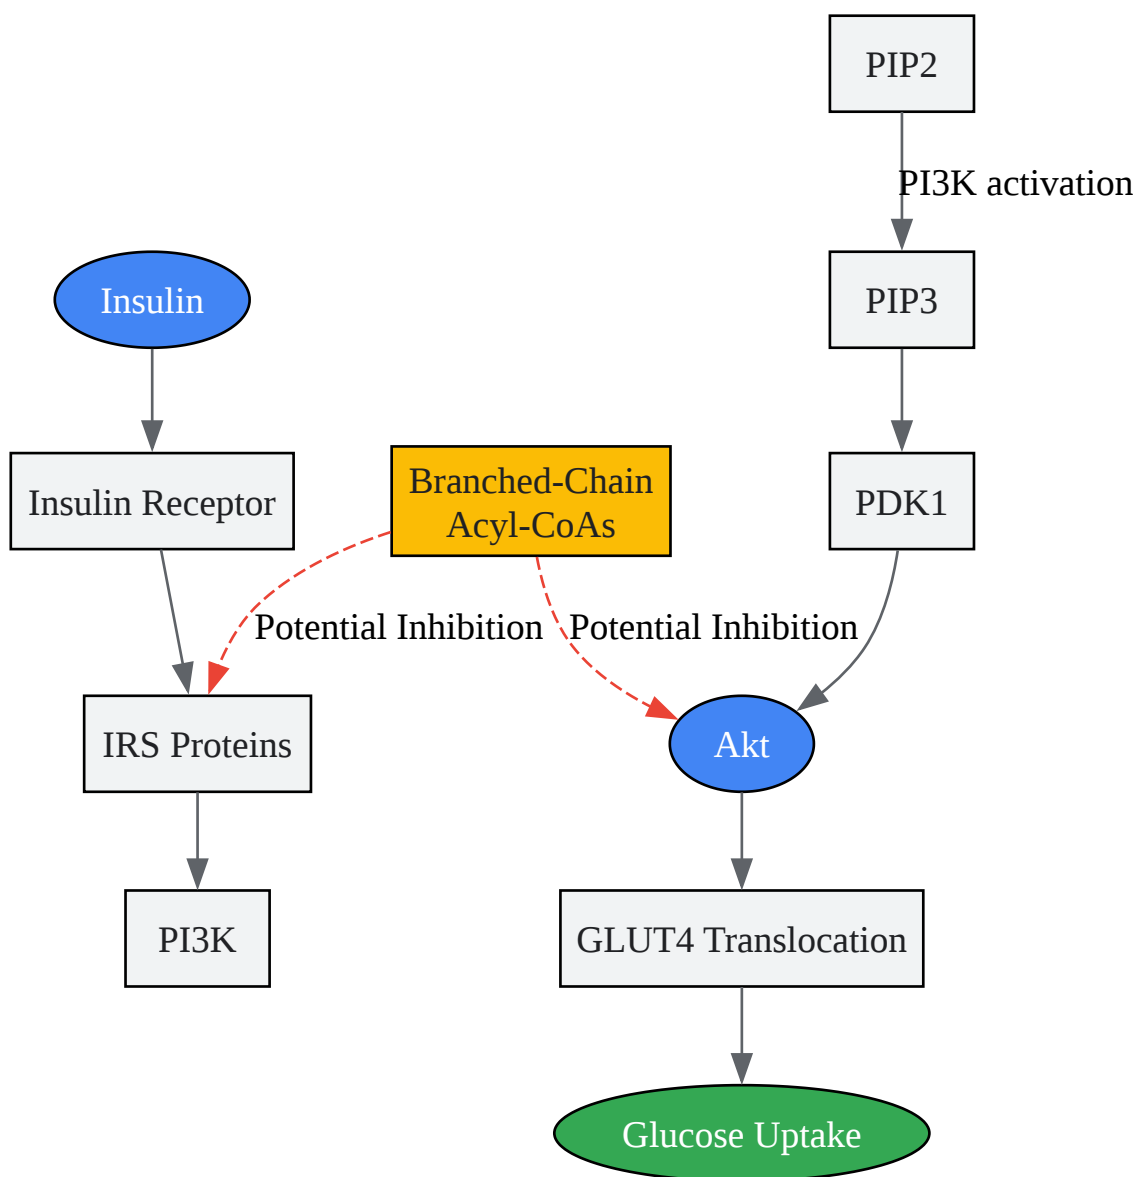 PIP2
PI3K activation
Insulin
PIP3
Insulin Receptor
Branched-Chain
Acyl-CoAs
PDK1
Potential Inhibition
Potential Inhibition
IRS Proteins
Akt
PI3K
GLUT4 Translocation
Glucose Uptake